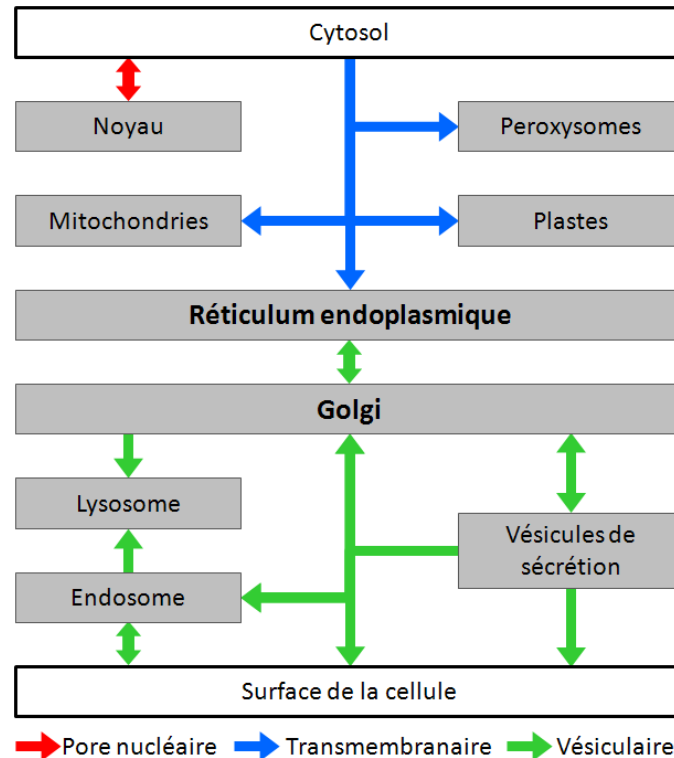 Cytosol
Noyau
Peroxysomes
Mitochondries
Plastes
Réticulum endoplasmique
Golgi
Lysosome
Vésicules de
sécrétion
Endosome
Surface de la cellule
Pore nucléaire Transmembranaire Vésiculaire